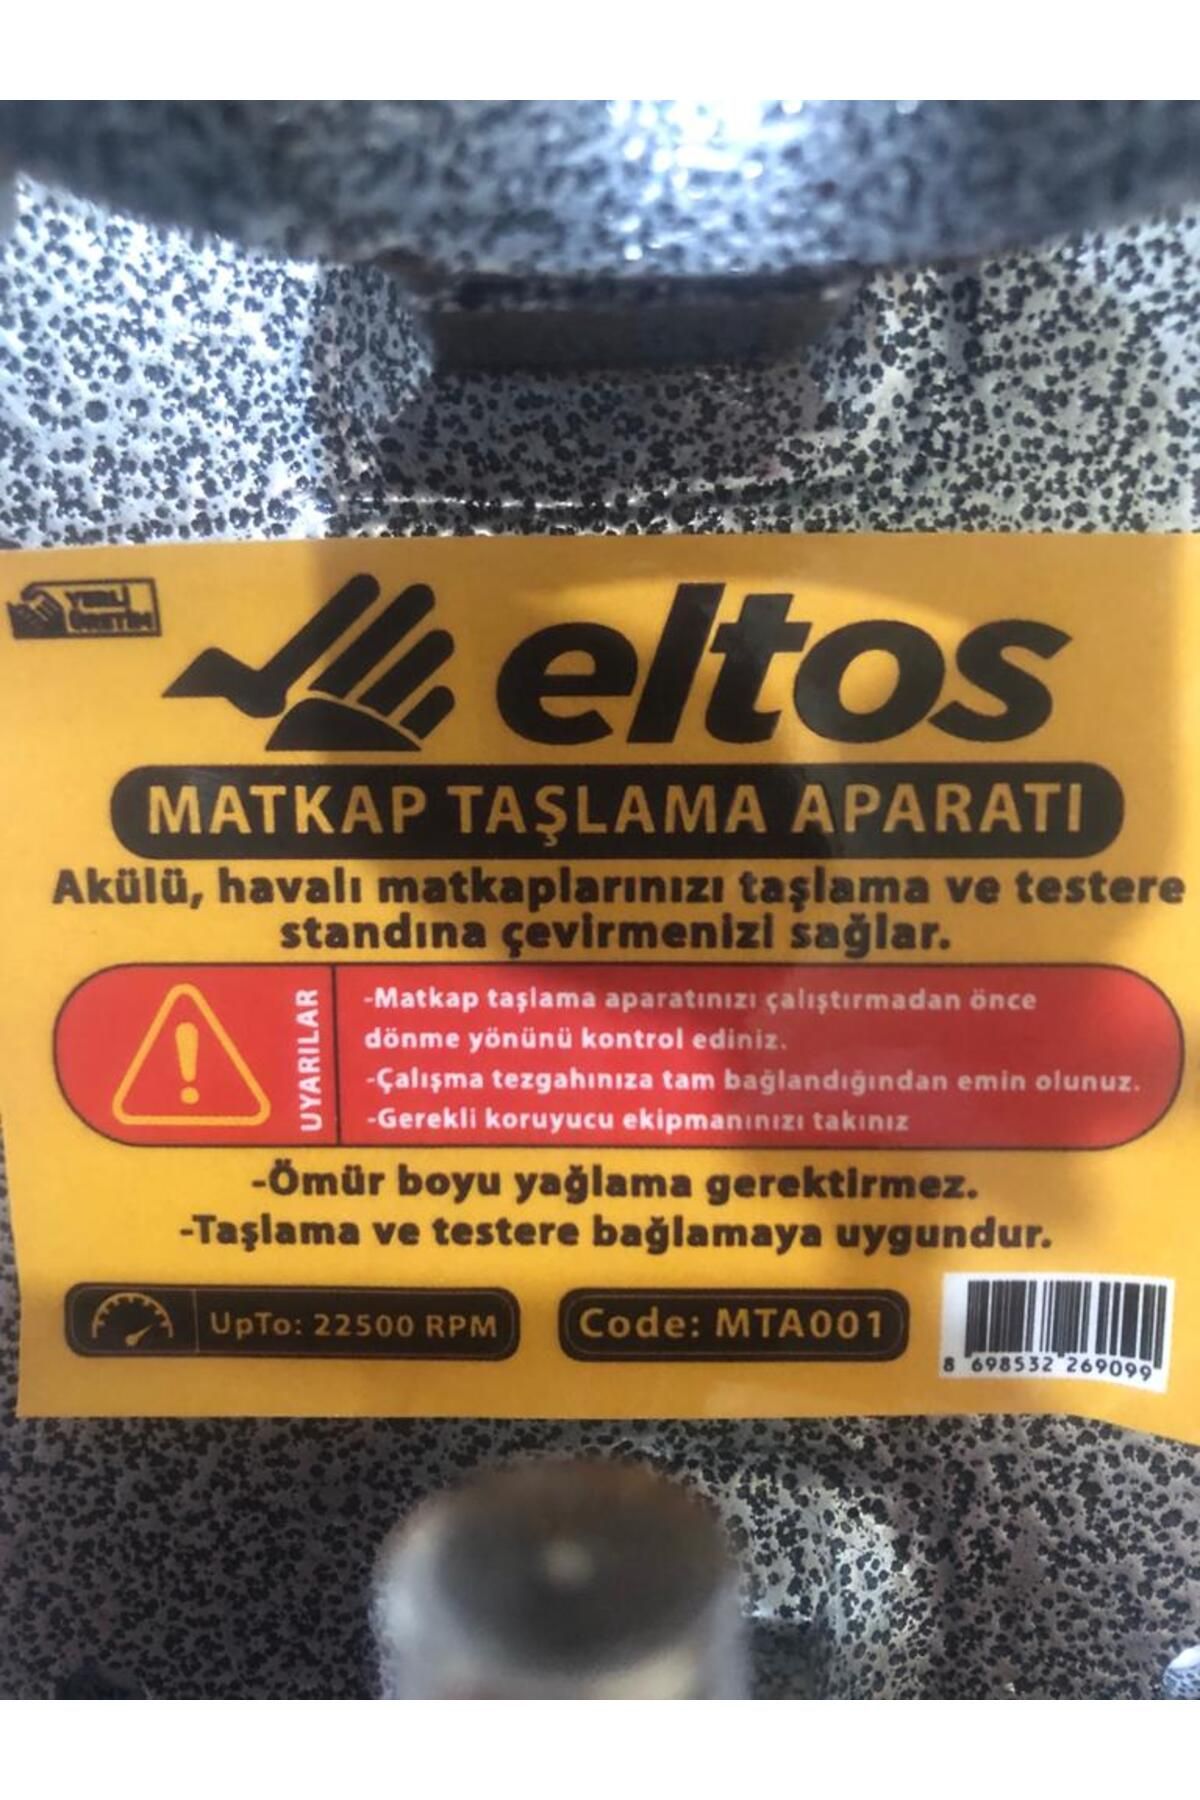 YERLİ
ÜRETİM
eltos
MATKAP TAŞLAMA APARATI
Akülü, havalı matkaplarınızı taşlama ve testere
standına çevirmenizi sağlar.
UYARILAR
-Matkap taşlama aparatınızı çalıştırmadan önce
dönme yönünü kontrol ediniz.
-Çalışma tezgahınıza tam bağlandığından emin olunuz.
-Gerekli koruyucu ekipmanınızı takınız
-Ömür boyu yağlama gerektirmez.
-Taşlama ve testere bağlamaya uygundur.
UpTo: 22500 RPM
Code: MTA001
8 698532 269099